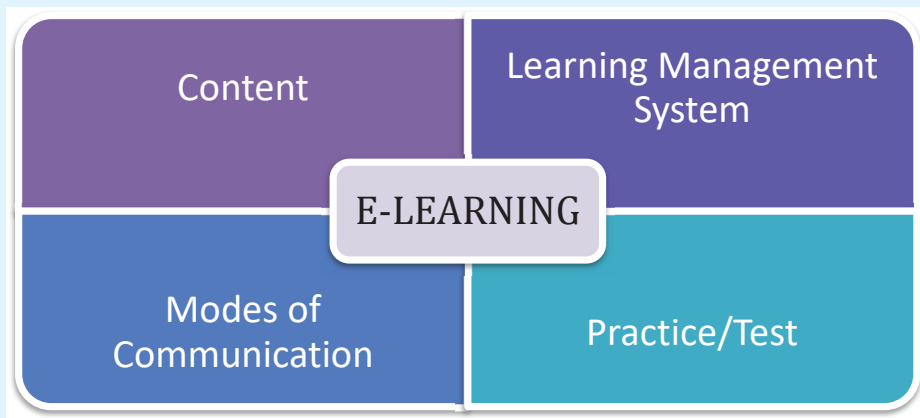 Content
Learning Management
System
E-LEARNING
Modes of
Communication
Practice/Test